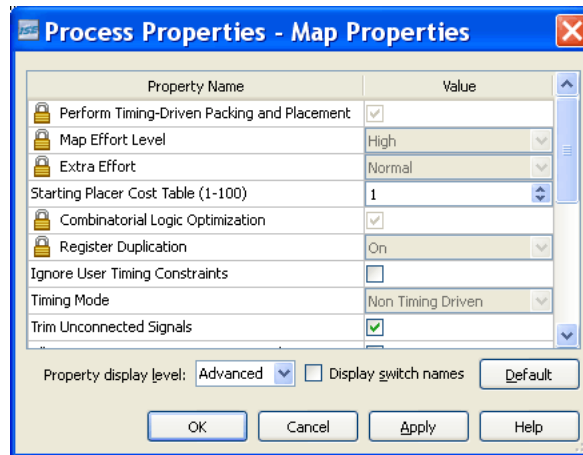 ISE Process Properties - Map Properties
Property Name Value
Perform Timing-Driven Packing and Placement
Map Effort Level High
Extra Effort Normal
Starting Placer Cost Table (1-100) 1
Combinatorial Logic Optimization
Register Duplication On
Ignore User Timing Constraints
Timing Mode Non Timing Driven
Trim Unconnected Signals
Property display level: Advanced Display switch names Default
OK Cancel Apply Help